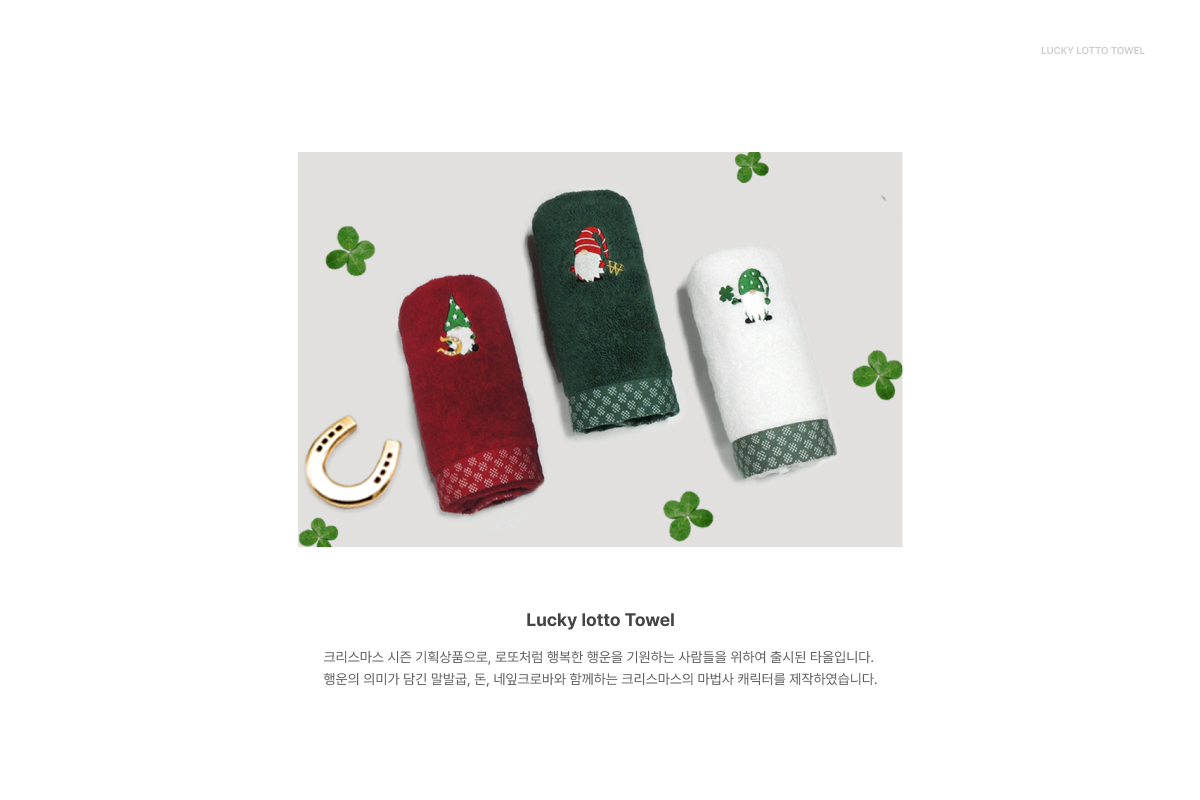 LUCKY LOTTO TOWEL
Lucky lotto Towel
크리스마스 시즌 기획상품으로, 로또처럼 행복한 행운을 기원하는 사람들을 위하여 출시된 타올입니다.
행운의 의미가 담긴 말발굽, 돈, 네잎크로바와 함께하는 크리스마스의 마법사 캐릭터를 제작하였습니다.